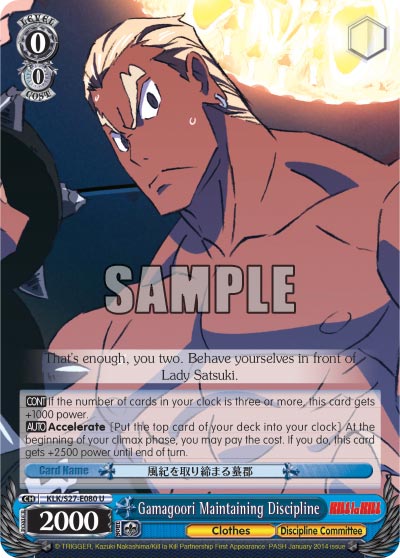 LEVEL
0
0
COST
SAMPLE
That's enough, you two. Behave yourselves in front of
Lady Satsuki.
CONT If the number of cards in your clock is three or more, this card gets
+1000 power.
AUTO Accelerate [Put the top card of your deck into your clock] At the
beginning of your climax phase, you may pay the cost. If you do, this
card gets +2500 power until end of turn.
Card Name 風紀を取り締まる蟇郡
CH KLK/S27-E080 U
POWER 2000 SOUL Gamagoori Maintaining Discipline KILL la KILL
Clothes Discipline Committee
© TRIGGER, Kazuki Nakashima/Kill la Kill Partnership First Appearance: PASH January 2014 issue